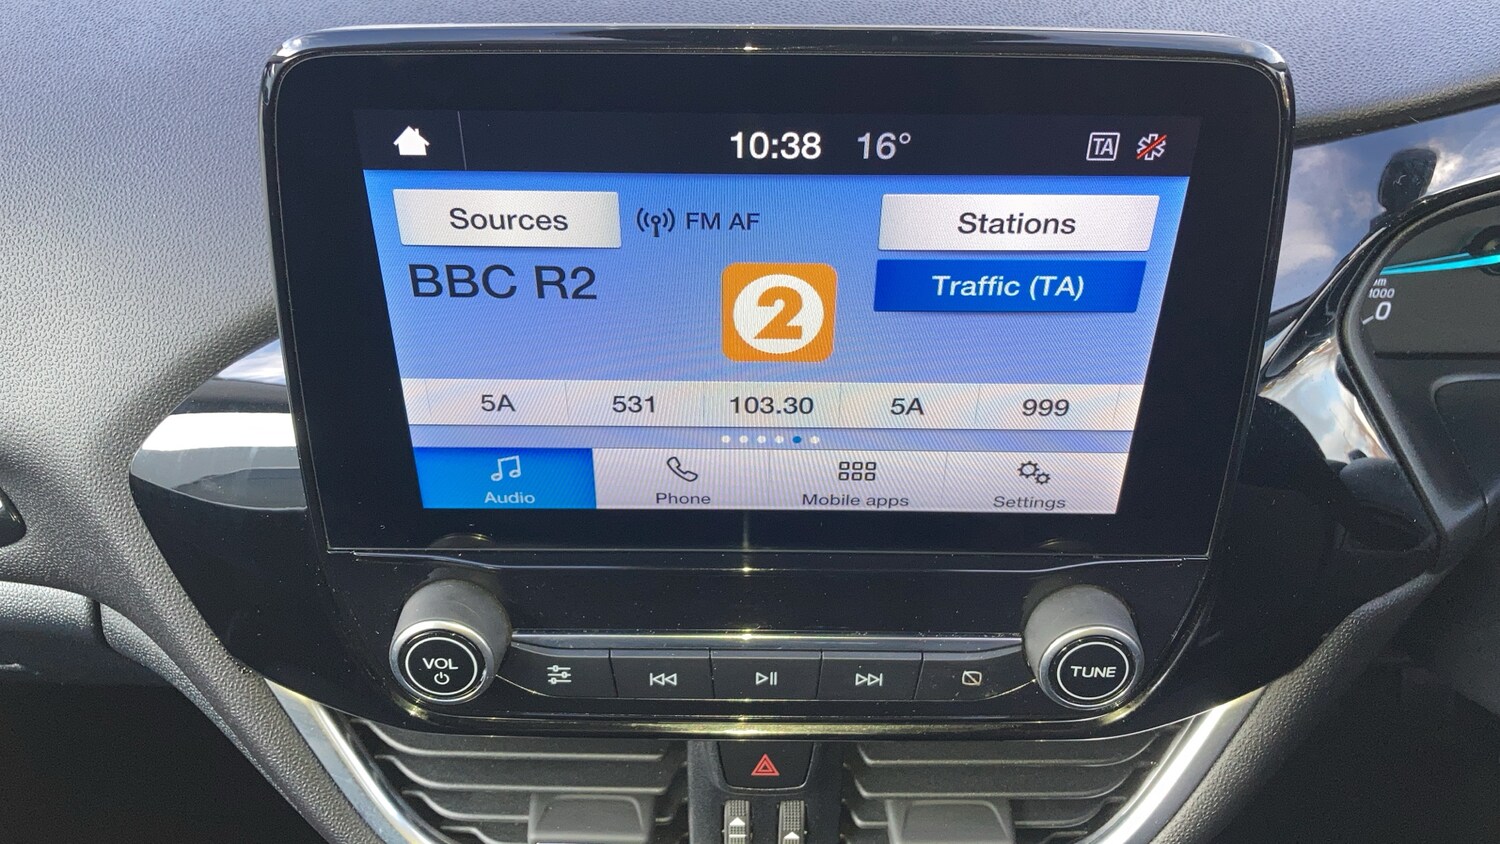 10:38 16° TA
Sources FM AF Stations
BBC R2 2 Traffic (TA)
5A 531 103.30 5A 999
Audio Phone Mobile apps Settings
VOL TUNE
1000
0